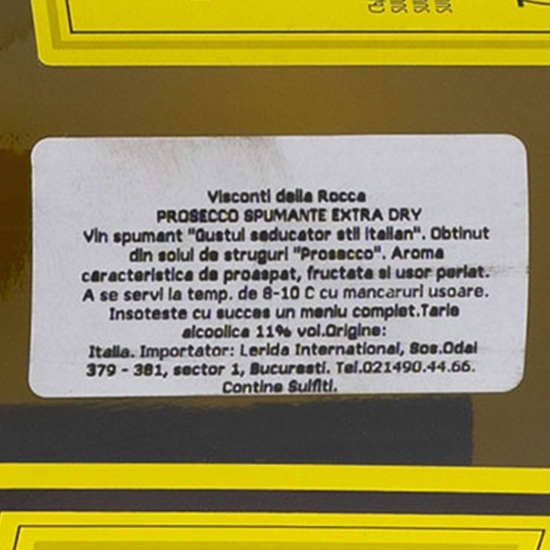 Visconti della Rocca
PROSECCO SPUMANTE EXTRA DRY
Vin spumant "Gustul seducator stil italian". Obtinut
din soiul de struguri "Prosecco". Aroma
caracteristica de proaspat, fructata si usor perlat.
A se servi la temp. de 8-10 C cu mancaruri usoare.
Insoteste cu succes un meniu complet.Tarie
alcoolica 11% vol.Origine:
Italia. Importator: Lerida International, Sos.Odai
379 - 381, sector 1, Bucuresti. Tel.021490.44.66.
Contine Sulfiti.